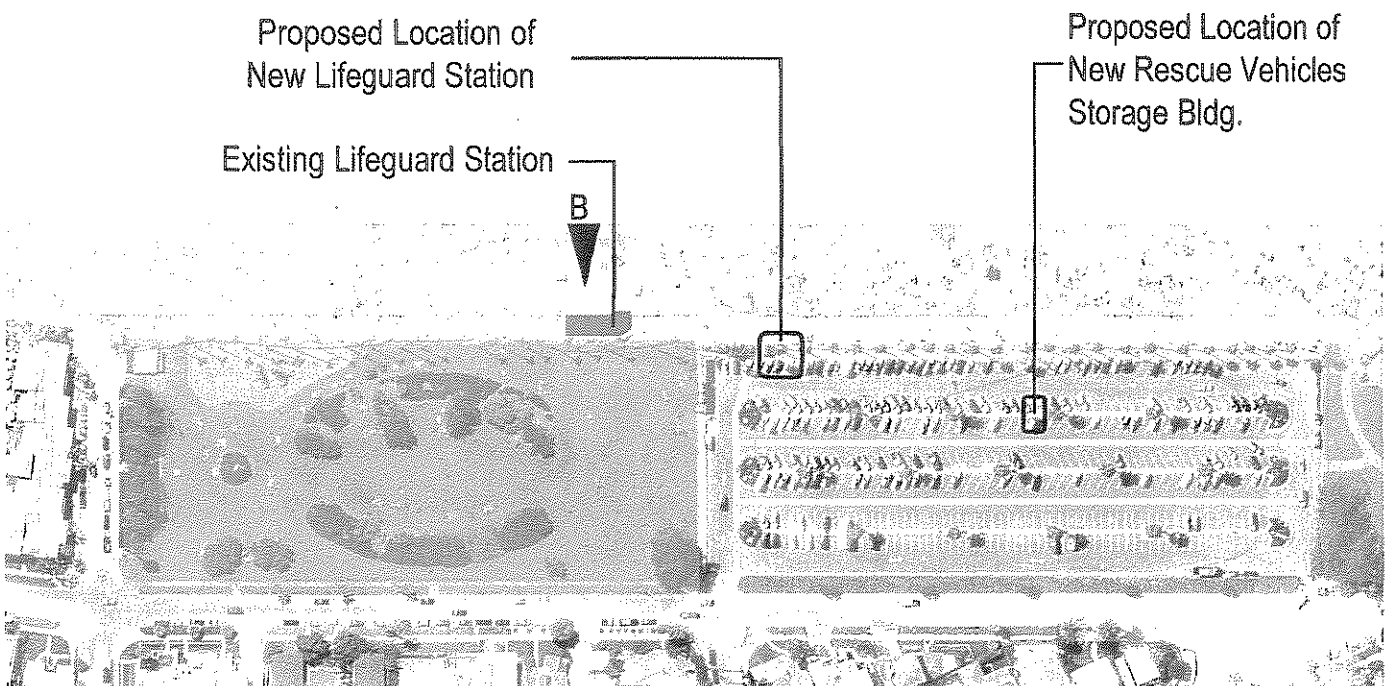 Proposed Location of
New Lifeguard Station
Existing Lifeguard Station
B
Proposed Location of
New Rescue Vehicles
Storage Bldg.